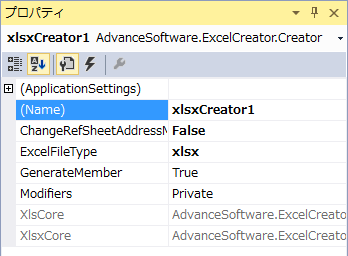 プロパティ
xlsxCreator1 AdvanceSoftware.ExcelCreator.Creator
(ApplicationSettings)
(Name) xlsxCreator1
ChangeRefSheetAddressM False
ExcelFileType xlsx
GenerateMember True
Modifiers Private
XlsCore AdvanceSoftware.ExcelCreato
XlsxCore AdvanceSoftware.ExcelCreato